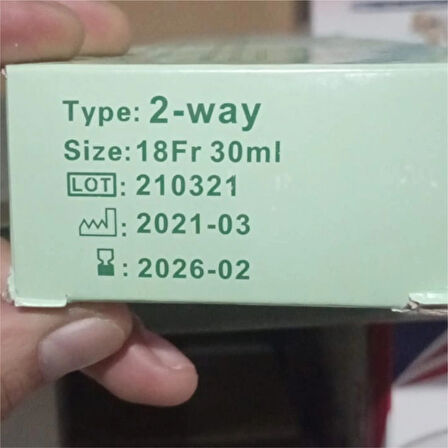 Type: 2-way
Size: 18Fr 30ml
LOT : 210321
: 2021-03
: 2026-02